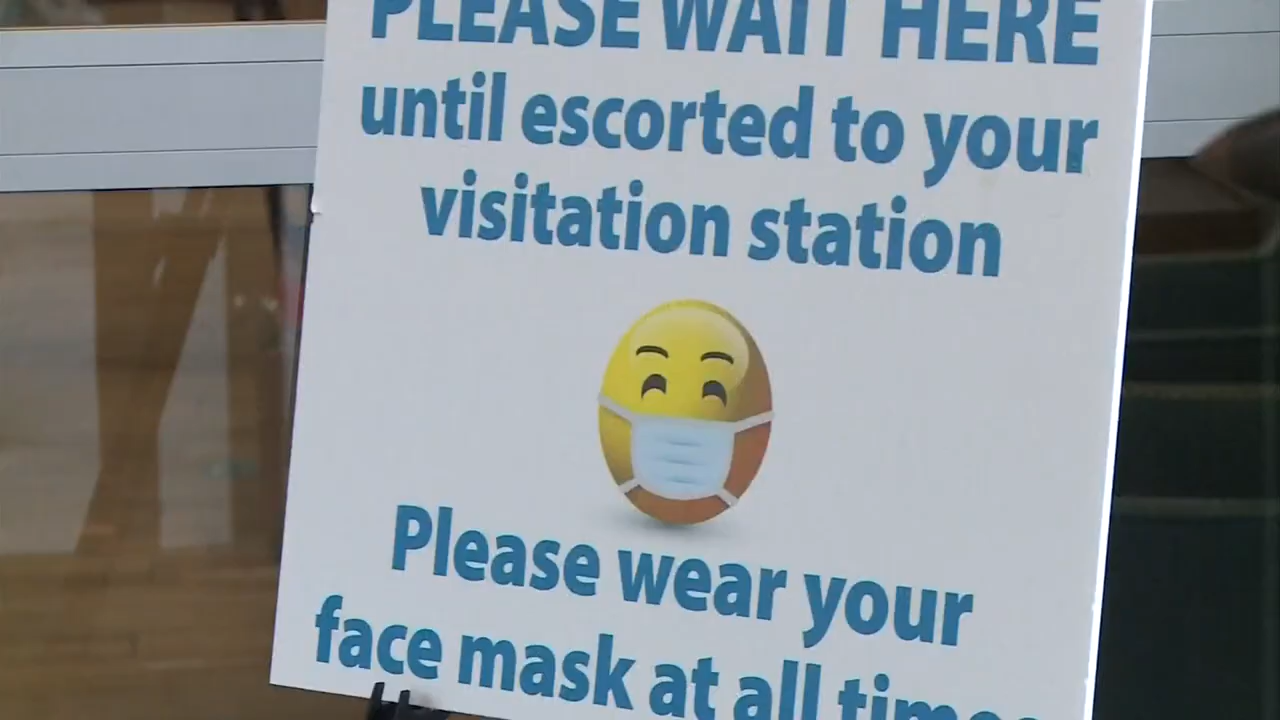 PLEASE WAIT HERE
until escorted to your
visitation station
Please wear your
face mask at all times